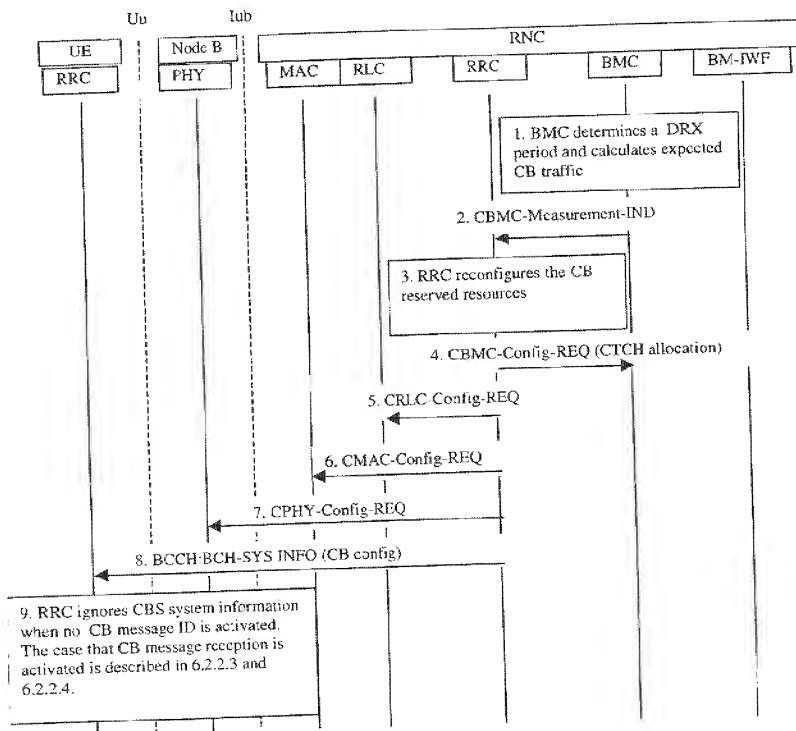 Uu
Iub
UE
Node B
RNC
RRC
PHY
MAC
RLC
RRC
BMC
BM-IWF
1. BMC determines a DRX
period and calculates expected
CB traffic
2. CBMC-Measurement-IND
3. RRC reconfigures the CB
reserved resources
4. CBMC-Config-REQ (CTCH allocation)
5. CRLC-Config-REQ
6. CMAC-Config-REQ
7. CPHY-Config-REQ
8. BCCH:BCH-SYS INFO (CB config)
9. RRC ignores CBS system information
when no CB message ID is activated.
The case that CB message reception is
activated is described in 6.2.2.3 and
6.2.2.4.